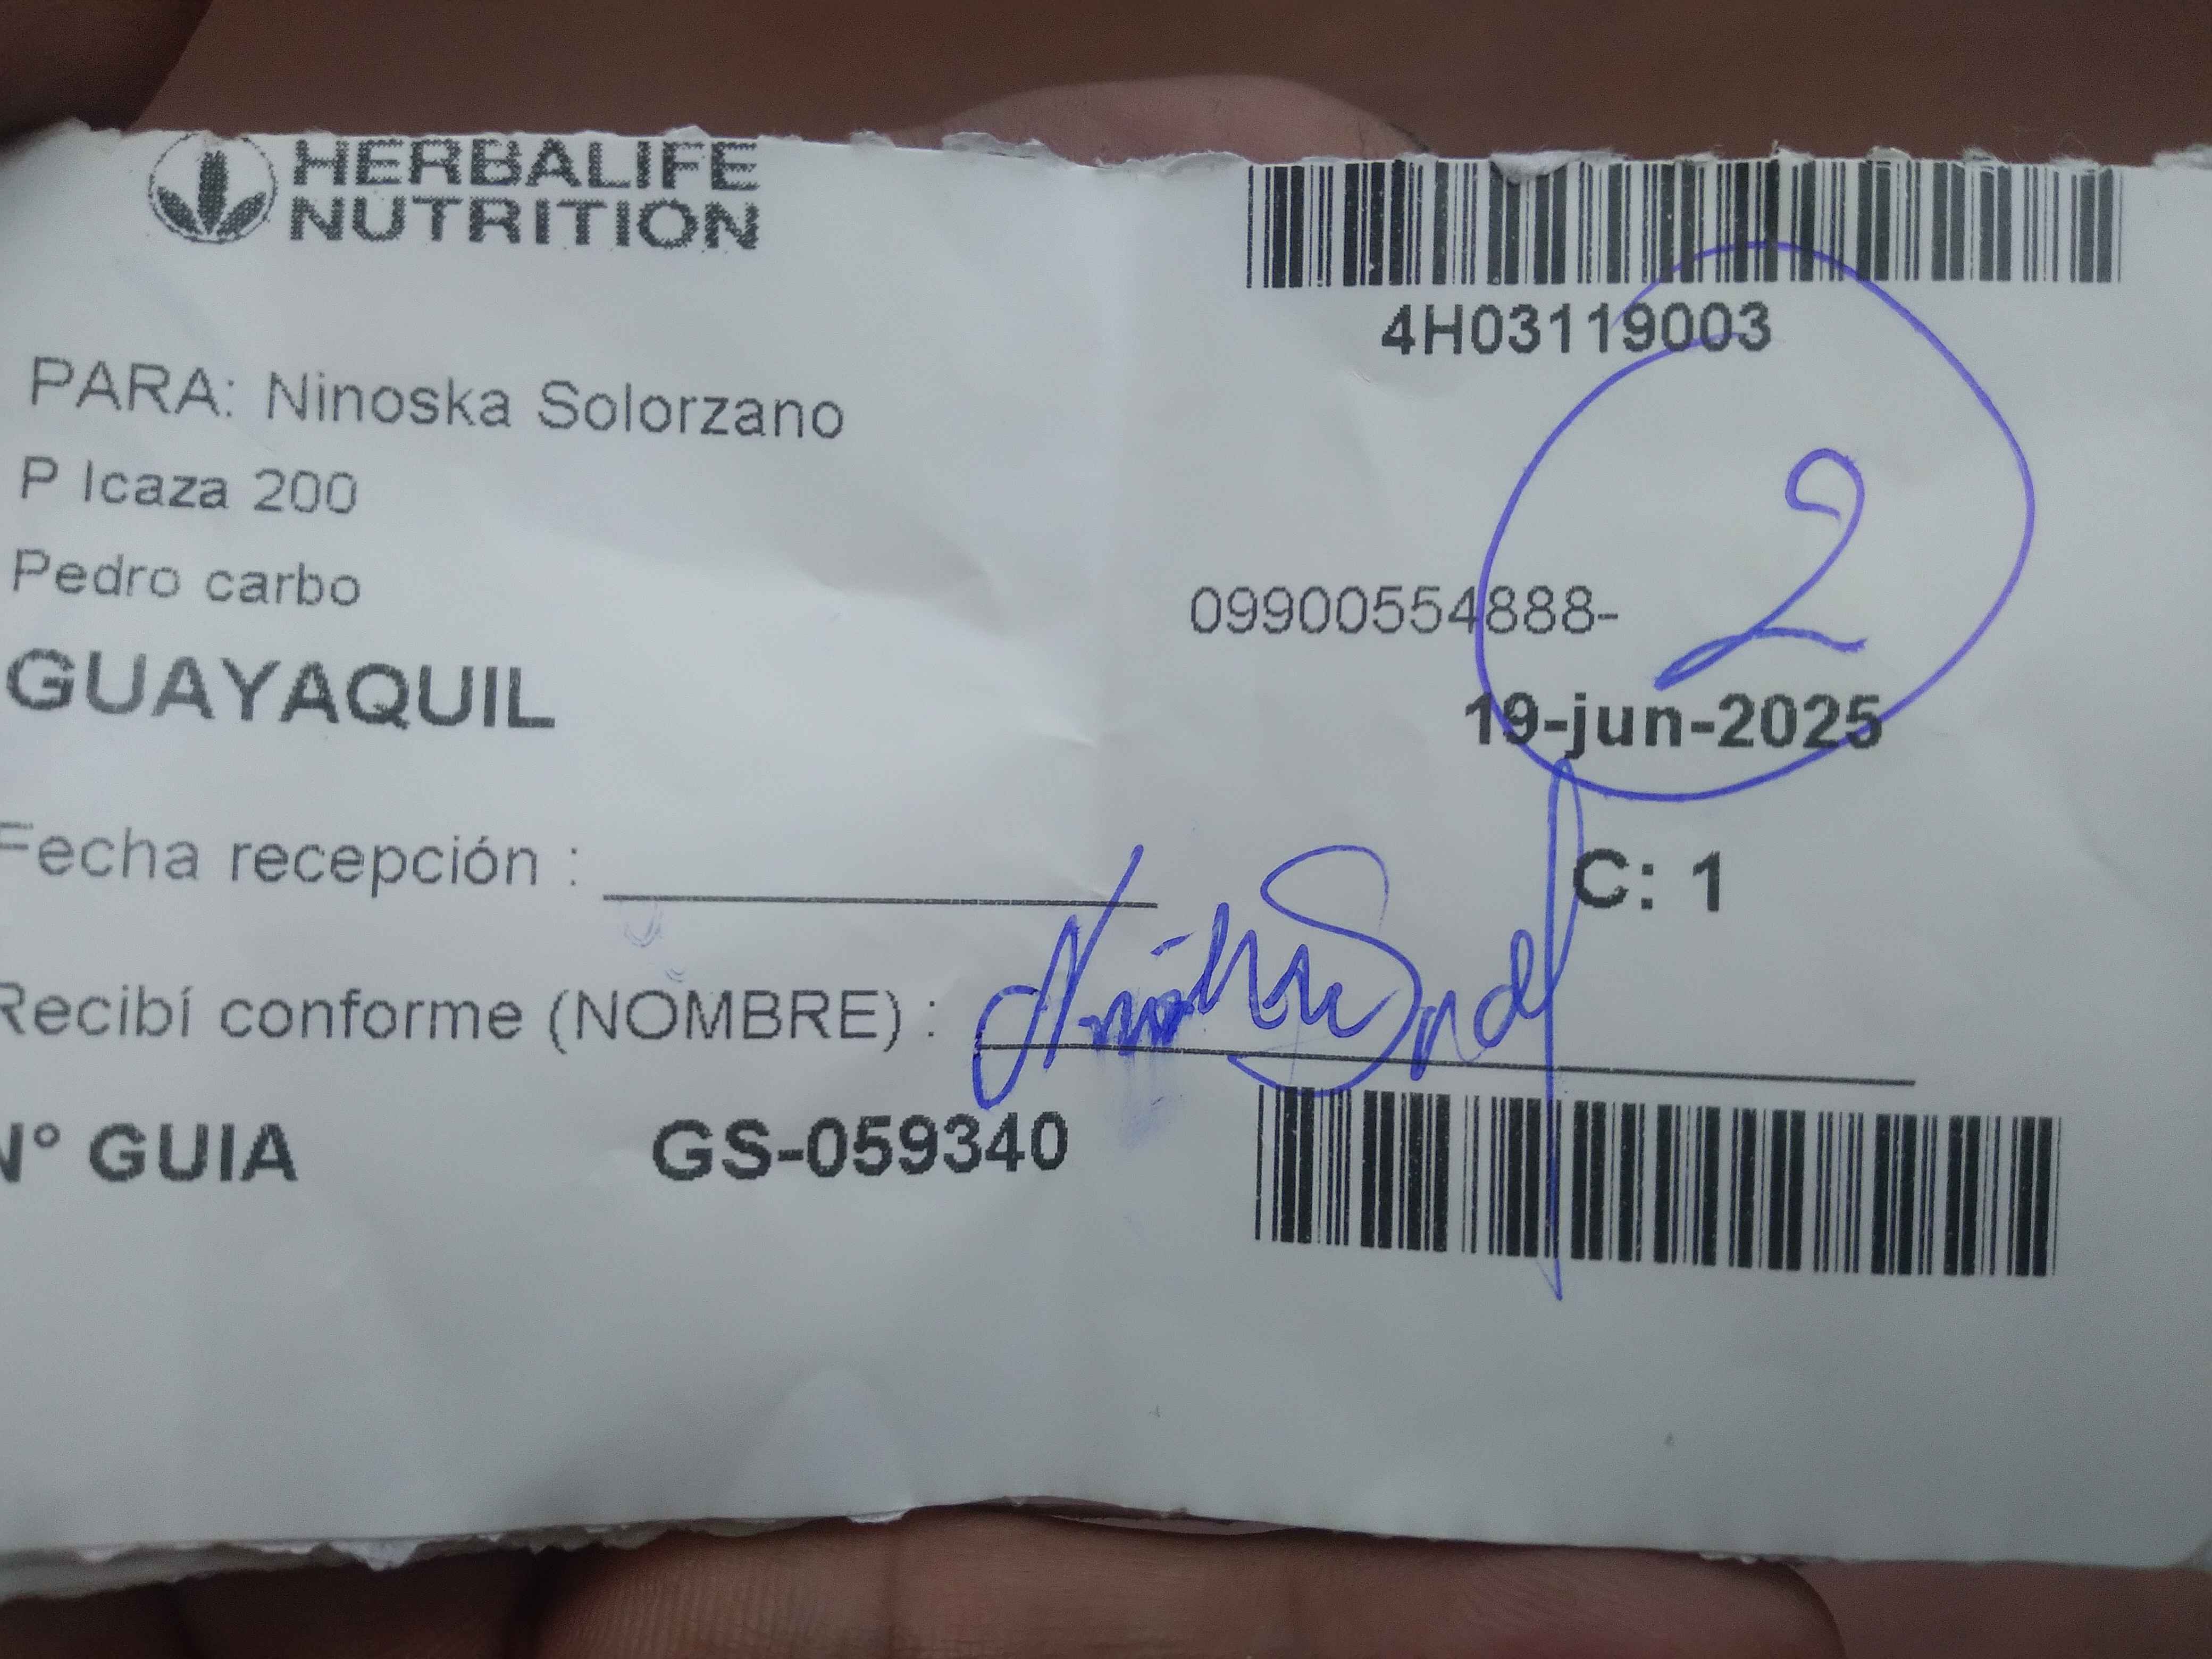 HERBALIFE
NUTRITION
4H03119003
PARA: Ninoska Solorzano
P Icaza 200
Pedro carbo
09900554888-
2
GUAYAQUIL
19-jun-2025
Fecha recepción :
C: 1
Recibí conforme (NOMBRE) :
N° GUIA GS-059340